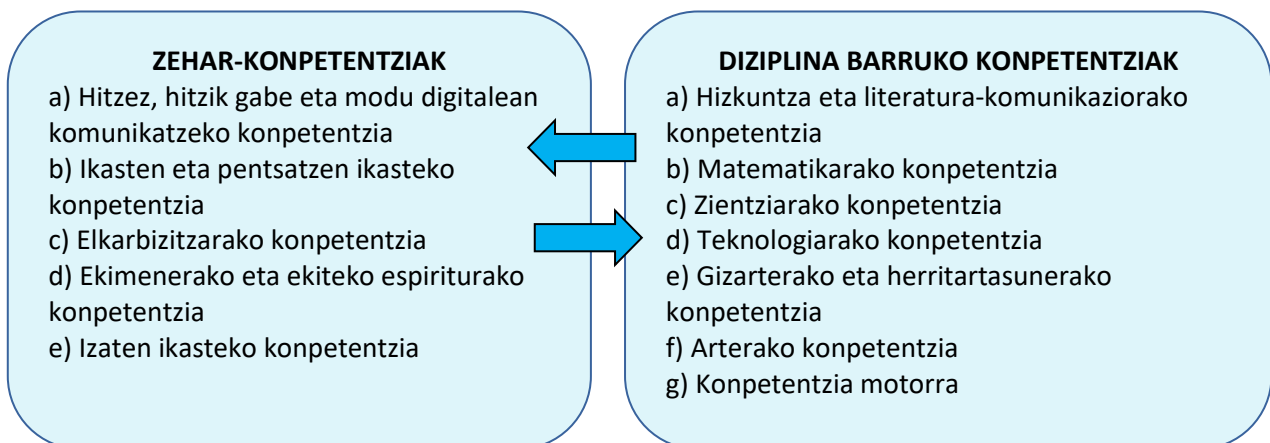 ZEHAR-KONPETENTZIAK
a) Hitzez, hitzik gabe eta modu digitalean
komunikatzeko konpetentzia
b) Ikasten eta pentsatzen ikasteko
konpetentzia
c) Elkarbizitzarako konpetentzia
d) Ekimenerako eta ekiteko espiriturako
konpetentzia
e) Izaten ikasteko konpetentzia
DIZIPLINA BARRUKO KONPETENTZIAK
a) Hizkuntza eta literatura-komunikaziorako
konpetentzia
b) Matematikarako konpetentzia
c) Zientziarako konpetentzia
d) Teknologiarako konpetentzia
e) Gizarterako eta herritartasunerako
konpetentzia
f) Arterako konpetentzia
g) Konpetentzia motorra